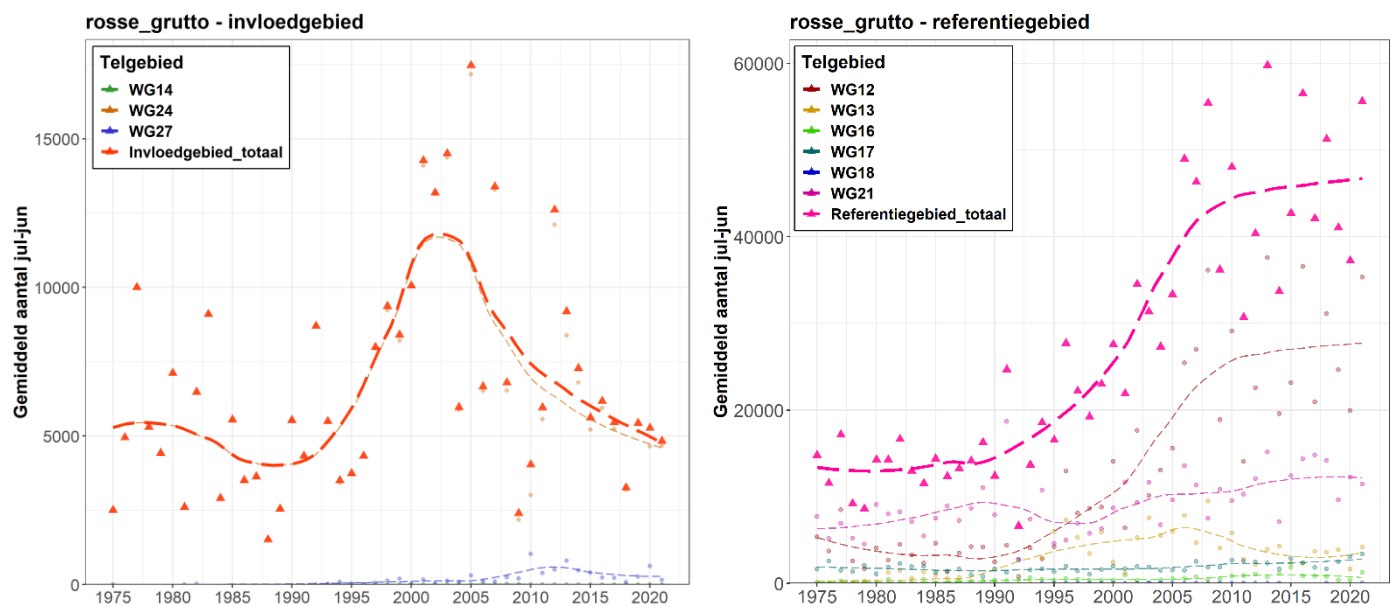 rosse_grutto - invloedgebied
Telgebied
WG14
WG24
WG27
Invloedgebied_totaal
Gemiddeld aantal jul-jun
15000
10000
5000
0
1975 1980 1985 1990 1995 2000 2005 2010 2015 2020
rosse_grutto - referentiegebied
Telgebied
WG12
WG13
WG16
WG17
WG18
WG21
Referentiegebied_totaal
Gemiddeld aantal jul-jun
60000
40000
20000
0
1975 1980 1985 1990 1995 2000 2005 2010 2015 2020